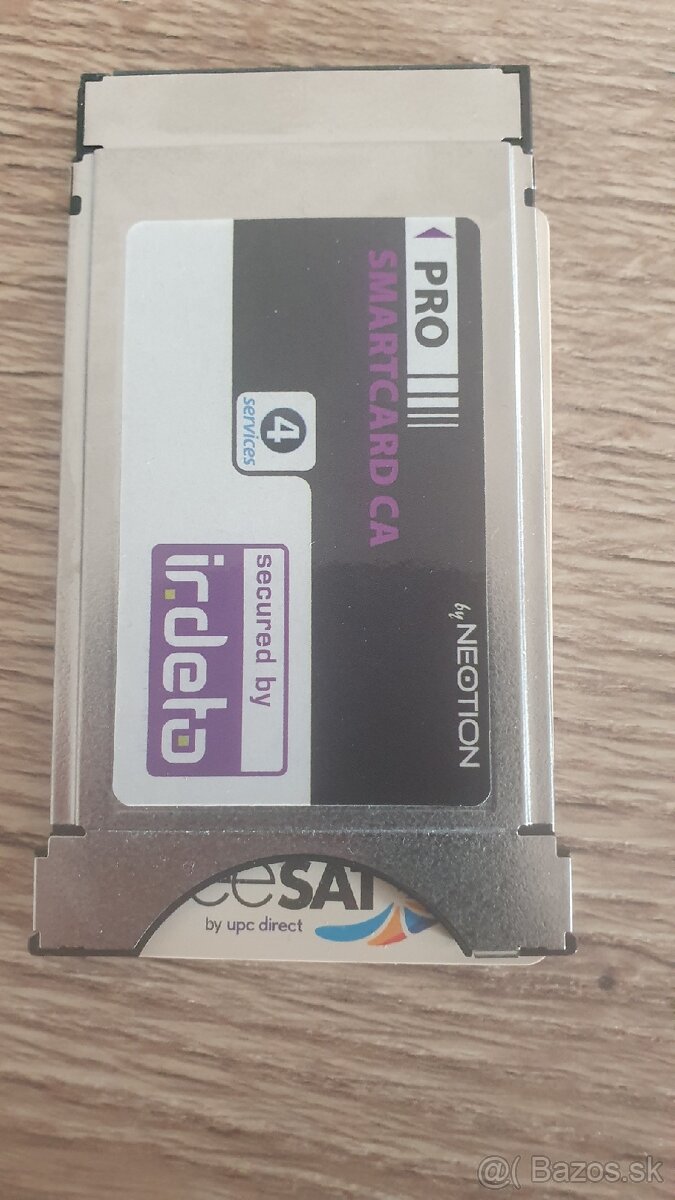 PRO
SMARTCARD CA
4
services
by NEOTION
secured by
irdeto
eeSAT
by upc direct
@( Bazos.sk